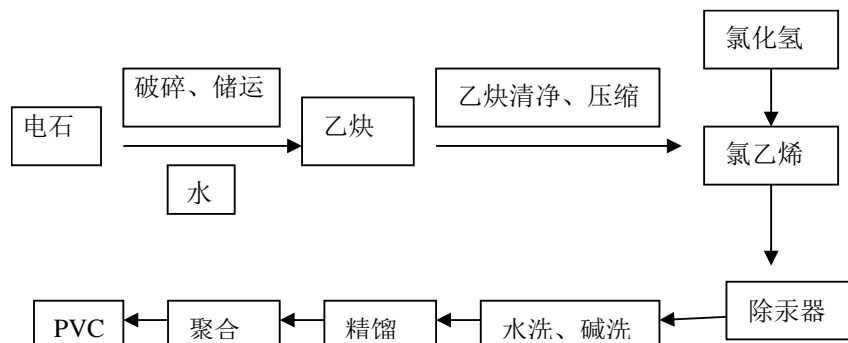 氯化氢
破碎、储运
乙炔清净、压缩
电石
乙炔
氯乙烯
水
除汞器
PVC
聚合
精馏
水洗、碱洗